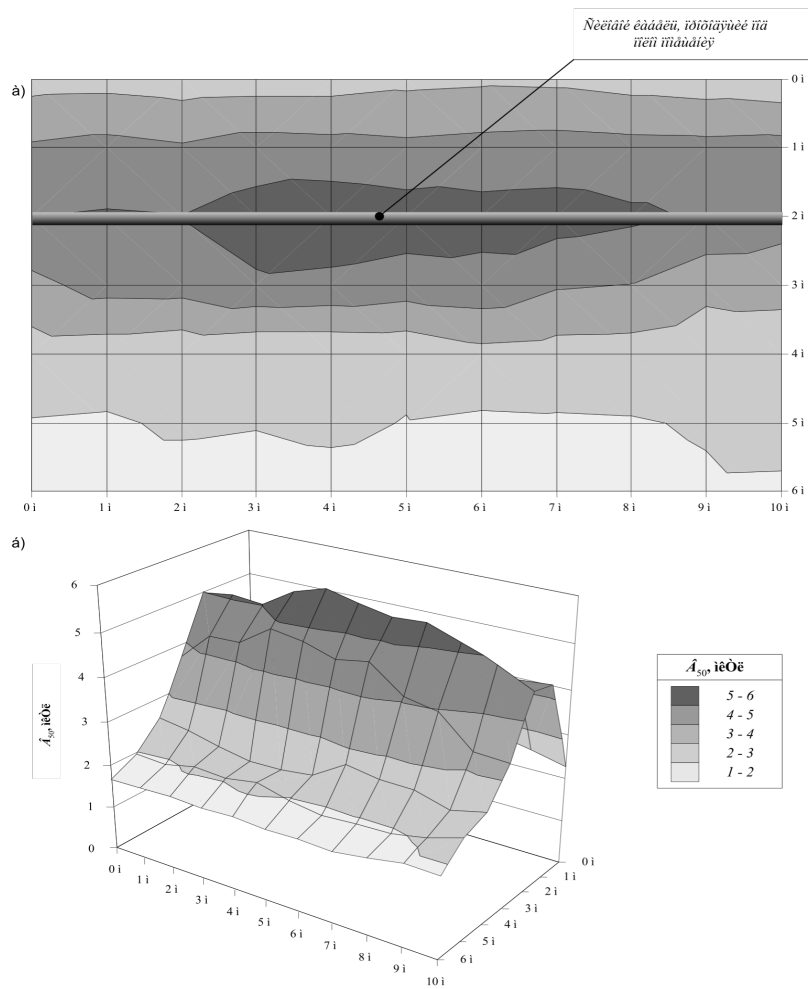 Ñèëîâîé êàáåëü, ïðîõîäÿùèé ïîä
ïîëîì ïîìåùåíèÿ
à)
0 ì
1 ì
2 ì
3 ì
4 ì
5 ì
6 ì
0 ì 1 ì 2 ì 3 ì 4 ì 5 ì 6 ì 7 ì 8 ì 9 ì 10 ì
á)
6
5
4
3
2
1
0
Â50, ìêÒë
0 ì
1 ì
2 ì
3 ì
4 ì
5 ì
6 ì
7 ì
8 ì
9 ì
10 ì
0 ì
1 ì
2 ì
3 ì
4 ì
5 ì
6 ì
Â50, ìêÒë
5 - 6
4 - 5
3 - 4
2 - 3
1 - 2